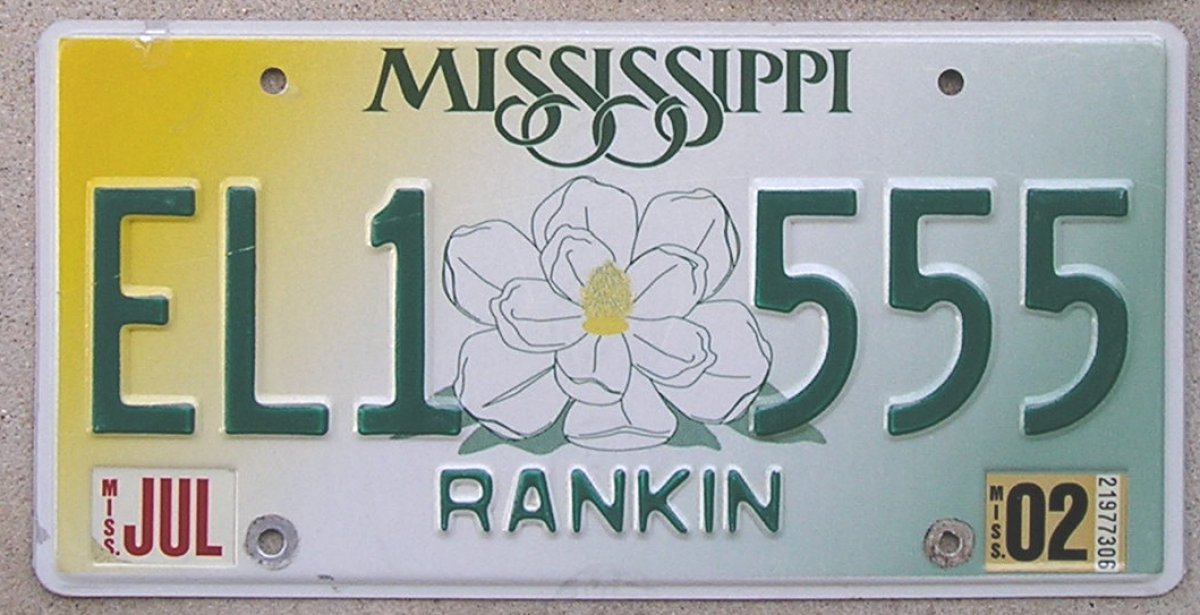 MISSISSIPPI
EL1 555
RANKIN
MISS. JUL
MISS. 02 21977306